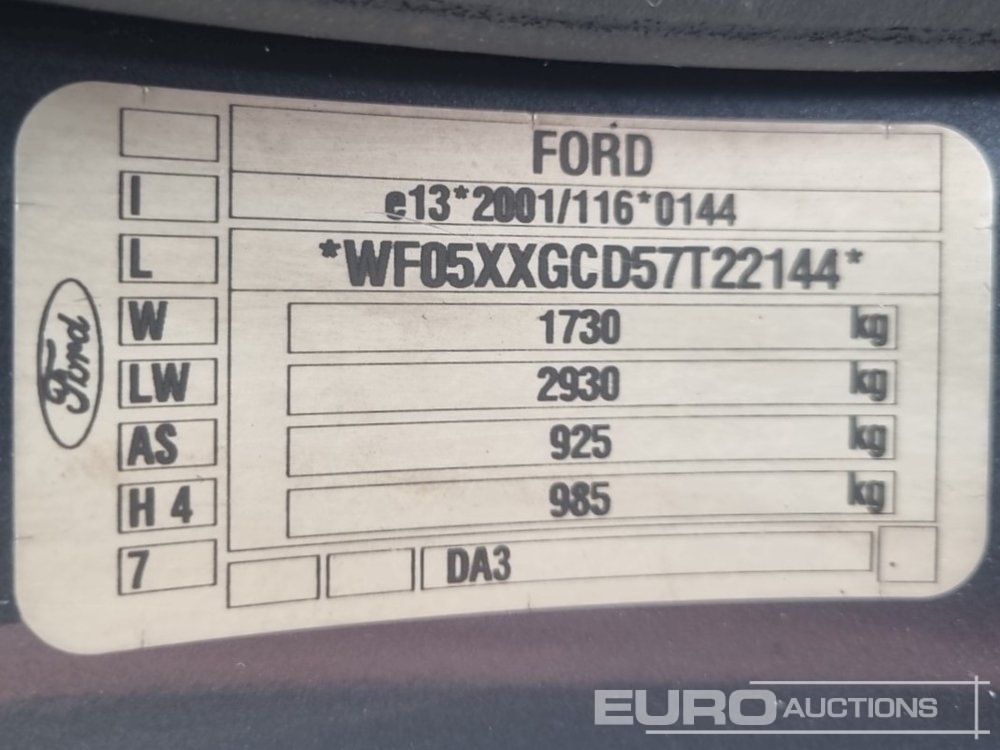 FORD
I
e13*2001/116*0144
L
*WF05XXGCD57T22144*
W
1730 kg
LW
2930 kg
AS
925 kg
H 4
985 kg
7
DA3
Ford
EURO AUCTIONS